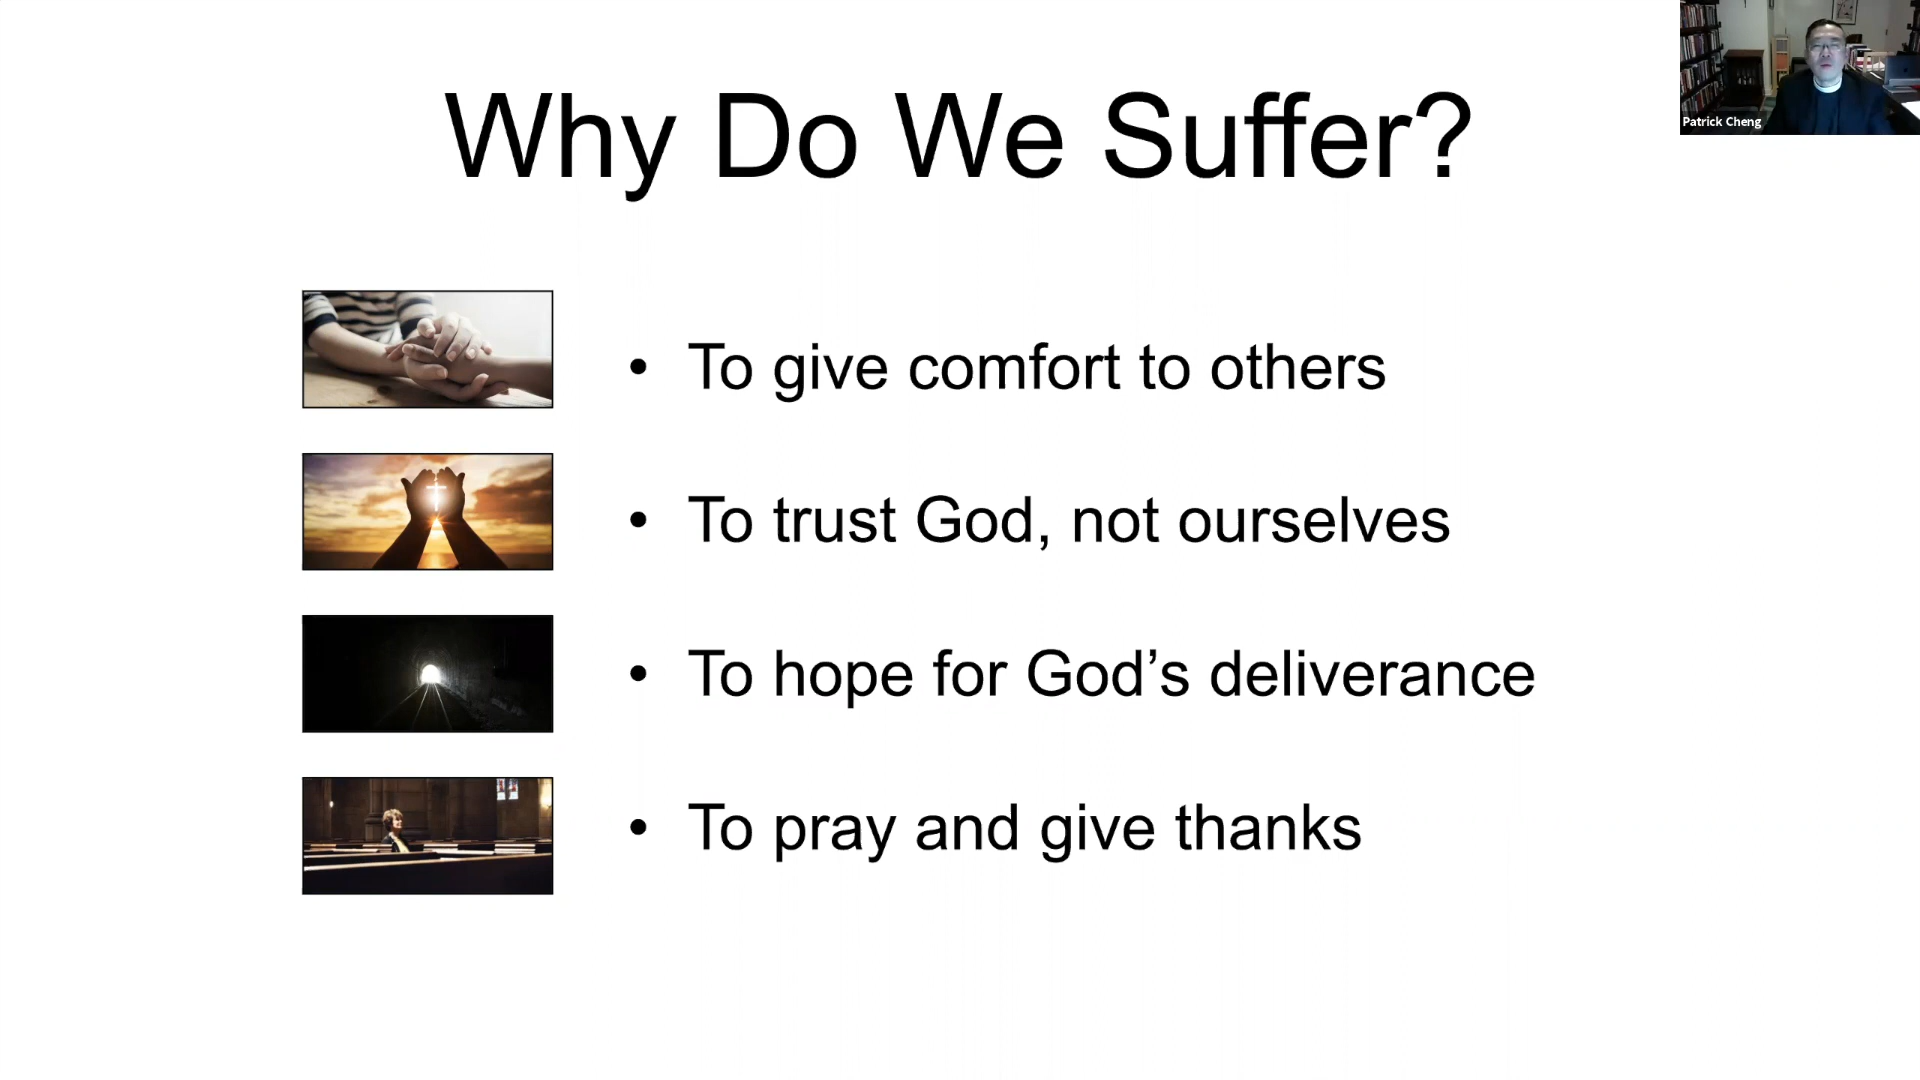 Why Do We Suffer?
Patrick Cheng
• To give comfort to others
• To trust God, not ourselves
• To hope for God’s deliverance
• To pray and give thanks